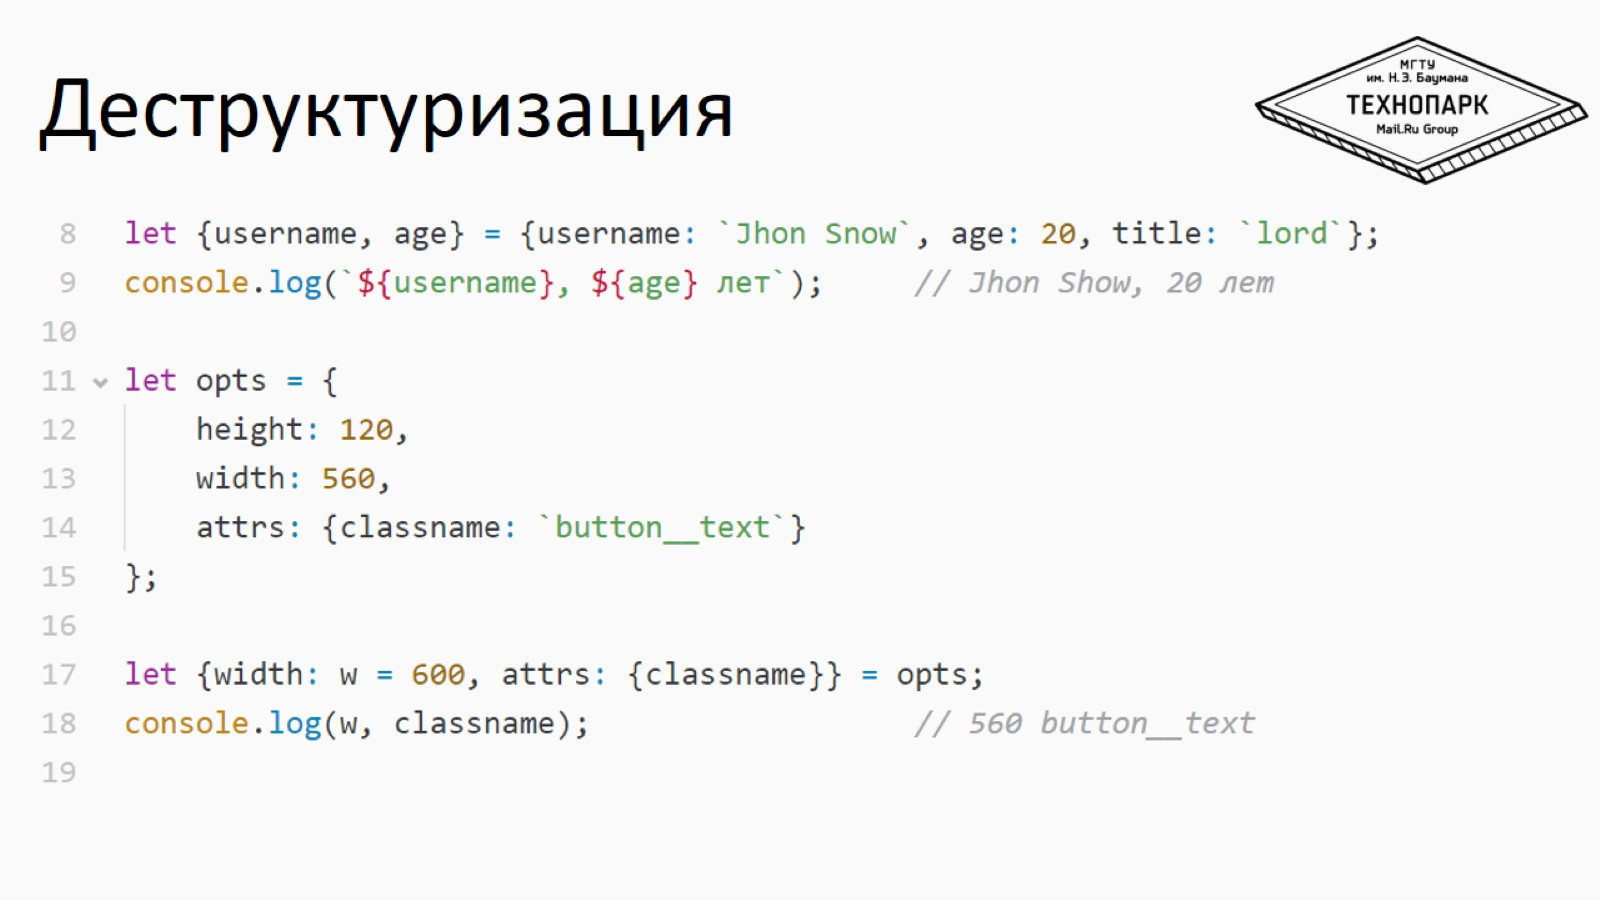 Деструктуризация
МГТУ
им. Н.Э. Баумана
ТЕХНОПАРК
Mail.Ru Group
8 let {username, age} = {username: `Jhon Snow`, age: 20, title: `lord`};
9 console.log(`${username}, ${age} лет`); // Jhon Show, 20 лет
10
11 let opts = {
12 height: 120,
13 width: 560,
14 attrs: {classname: `button__text`}
15 };
16
17 let {width: w = 600, attrs: {classname}} = opts;
18 console.log(w, classname); // 560 button__text
19